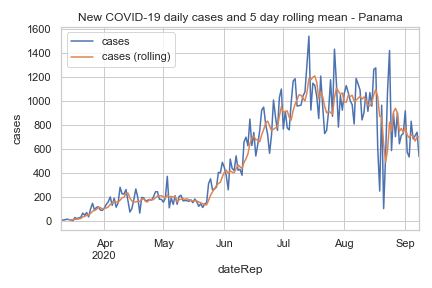 New COVID-19 daily cases and 5 day rolling mean - Panama
1600
1400
1200
1000
800
600
400
200
0
cases
cases
cases (rolling)
Apr
2020
May
Jun
Jul
Aug
Sep
dateRep